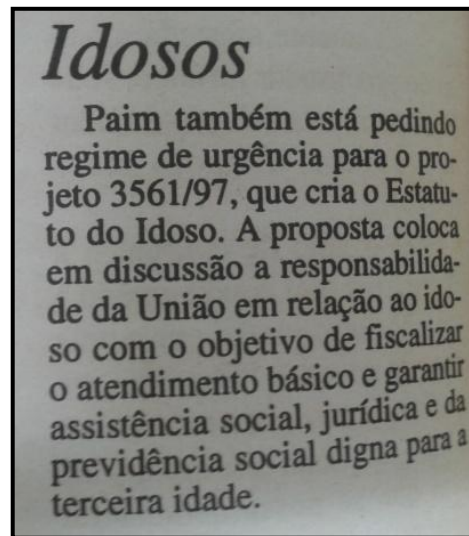 Idosos
Paim também está pedindo
regime de urgência para o pro-
jeto 3561/97, que cria o Estatu-
to do Idoso. A proposta coloca
em discussão a responsabilida-
de da União em relação ao ido-
so com o objetivo de fiscalizar
o atendimento básico e garantir
assistência social, jurídica e da
previdência social digna para a
terceira idade.